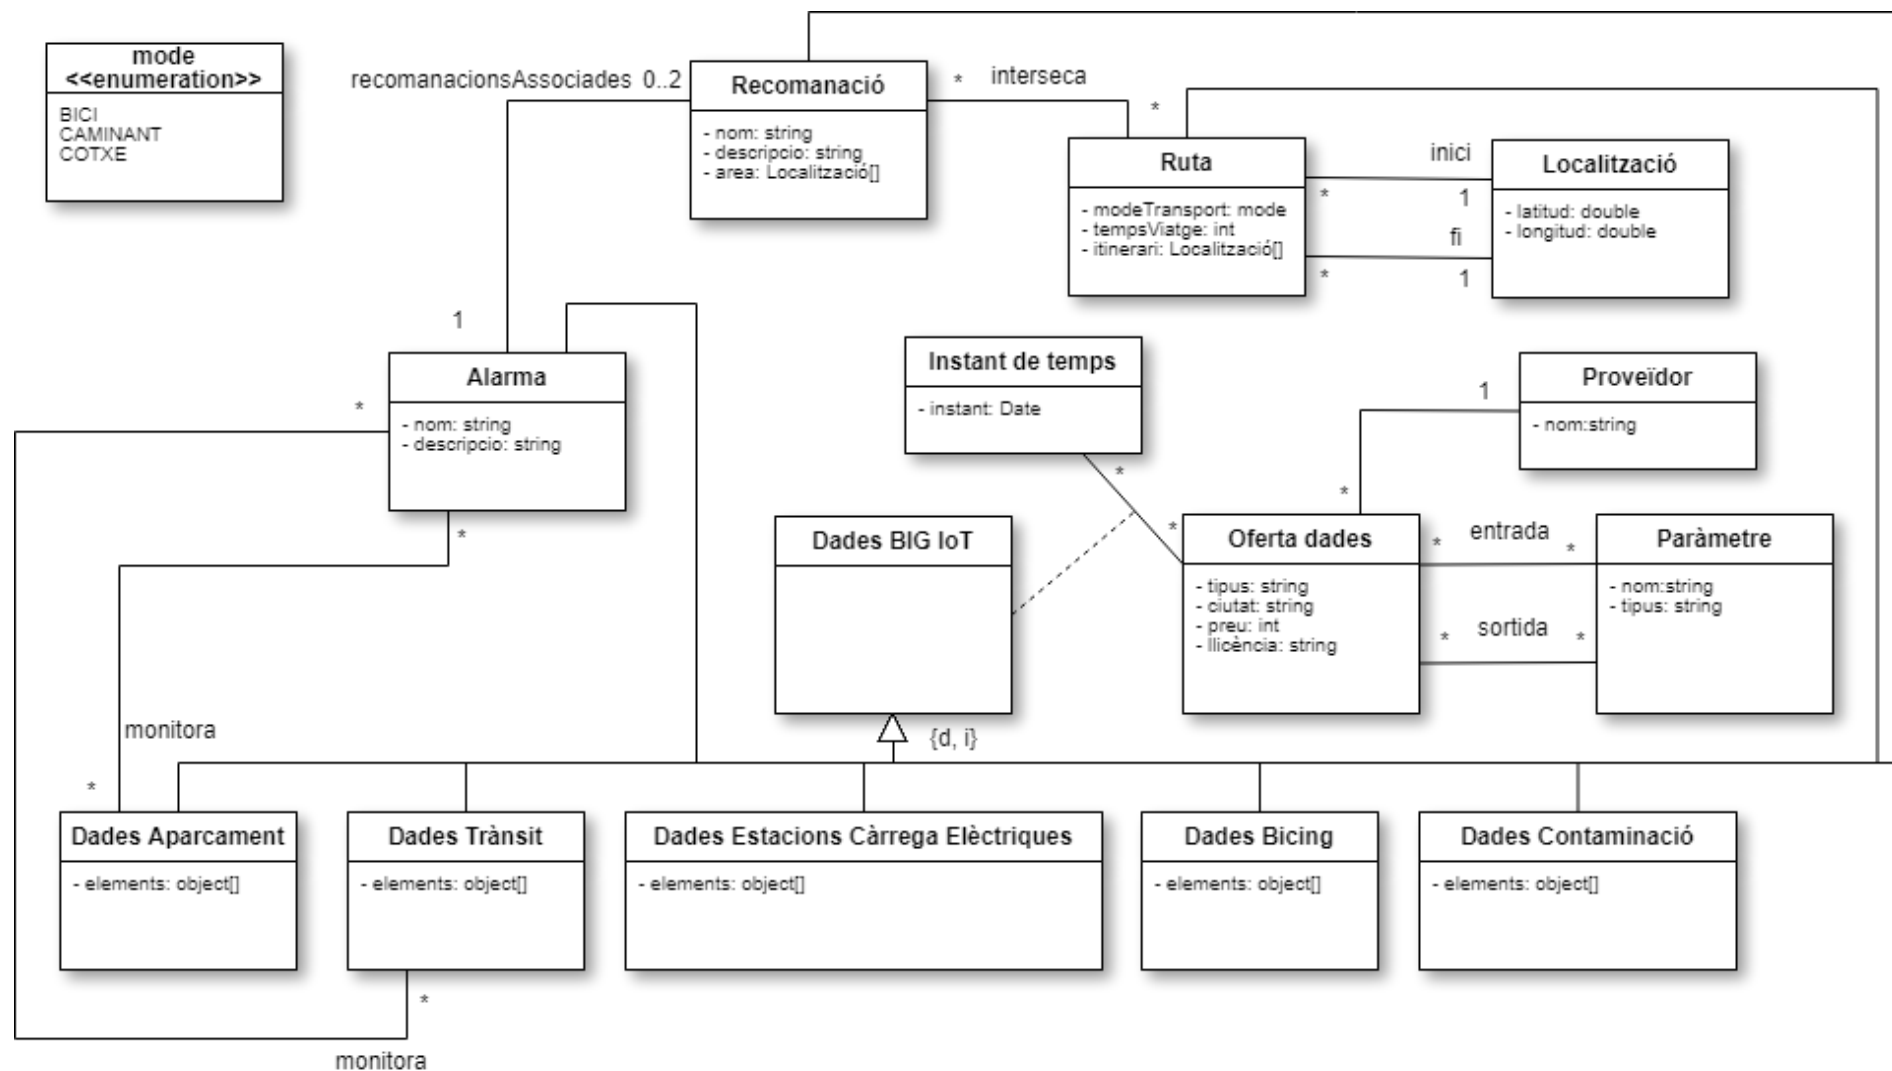 mode
<<enumeration>>
BICI
CAMINANT
COTXE
recomanacionsAssociades 0..2
Recomanació
- nom: string
- descripcio: string
- area: Localització[]
* interseca
*
Ruta
- modeTransport: mode
- tempsViatge: int
- itinerari: Localització[]
inici
* 1
fi
* 1
Localització
- latitud: double
- longitud: double
1
Alarma
- nom: string
- descripcio: string
*
*
Instant de temps
- instant: Date
*
*
1
Proveïdor
- nom:string
*
Dades BIG IoT
Oferta dades
- tipus: string
- ciutat: string
- preu: int
- llicència: string
* entrada *
* sortida *
Paràmetre
- nom:string
- tipus: string
monitora
*
{d, i}
Dades Aparcament
- elements: object[]
Dades Trànsit
- elements: object[]
Dades Estacions Càrrega Elèctriques
- elements: object[]
Dades Bicing
- elements: object[]
Dades Contaminació
- elements: object[]
*
monitora